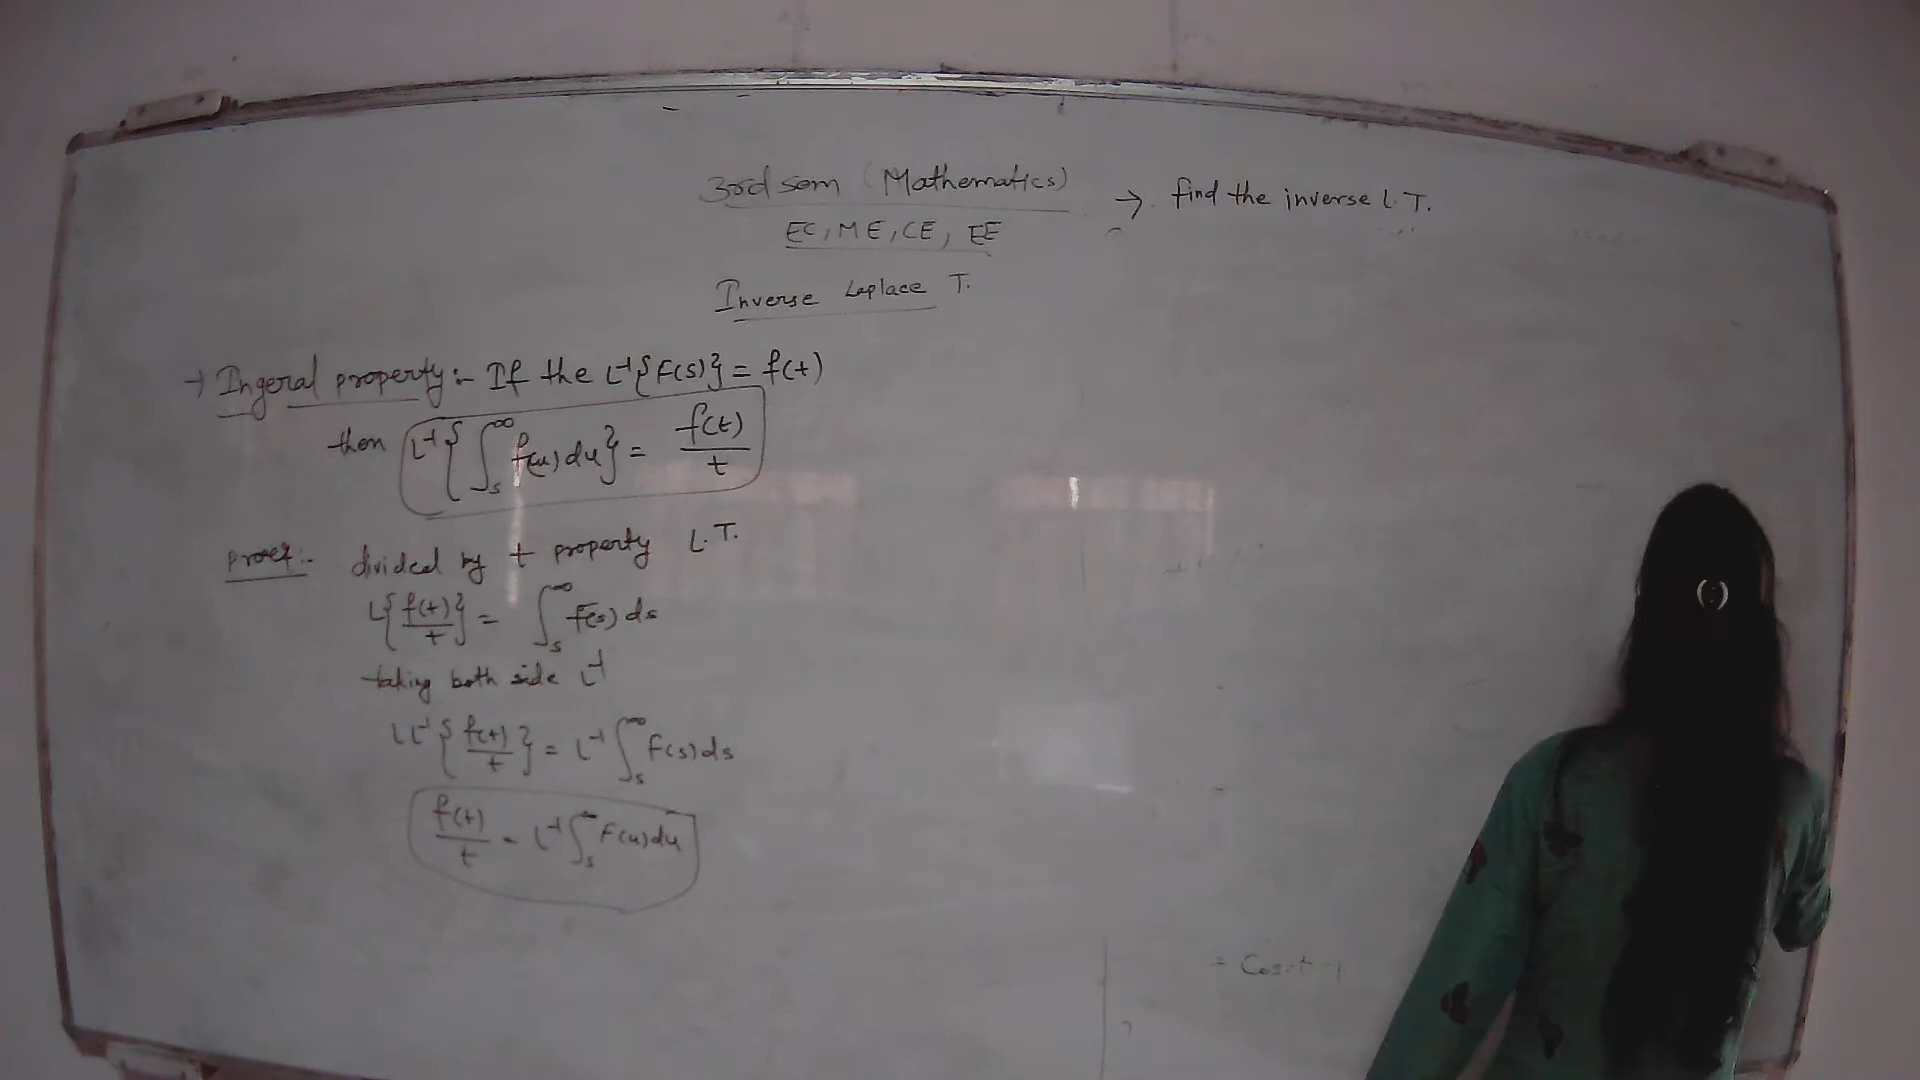 3rd sem (Mathematics)
EC, ME, CE, EE
Inverse Laplace T.
→ Ingeral property:- If the L⁻¹{F(s)} = f(t)
then L⁻¹{∫ₛ^∞ f(u) du} = f(t)/t
Proof:- divided by t property L.T.
L{f(t)/t} = ∫ₛ^∞ F(s) ds
taking both side L⁻¹
LL⁻¹{f(t)/t} = L⁻¹ ∫ₛ^∞ F(s) ds
f(t)/t = L⁻¹ ∫ₛ^∞ F(u) du
→ find the inverse L.T.